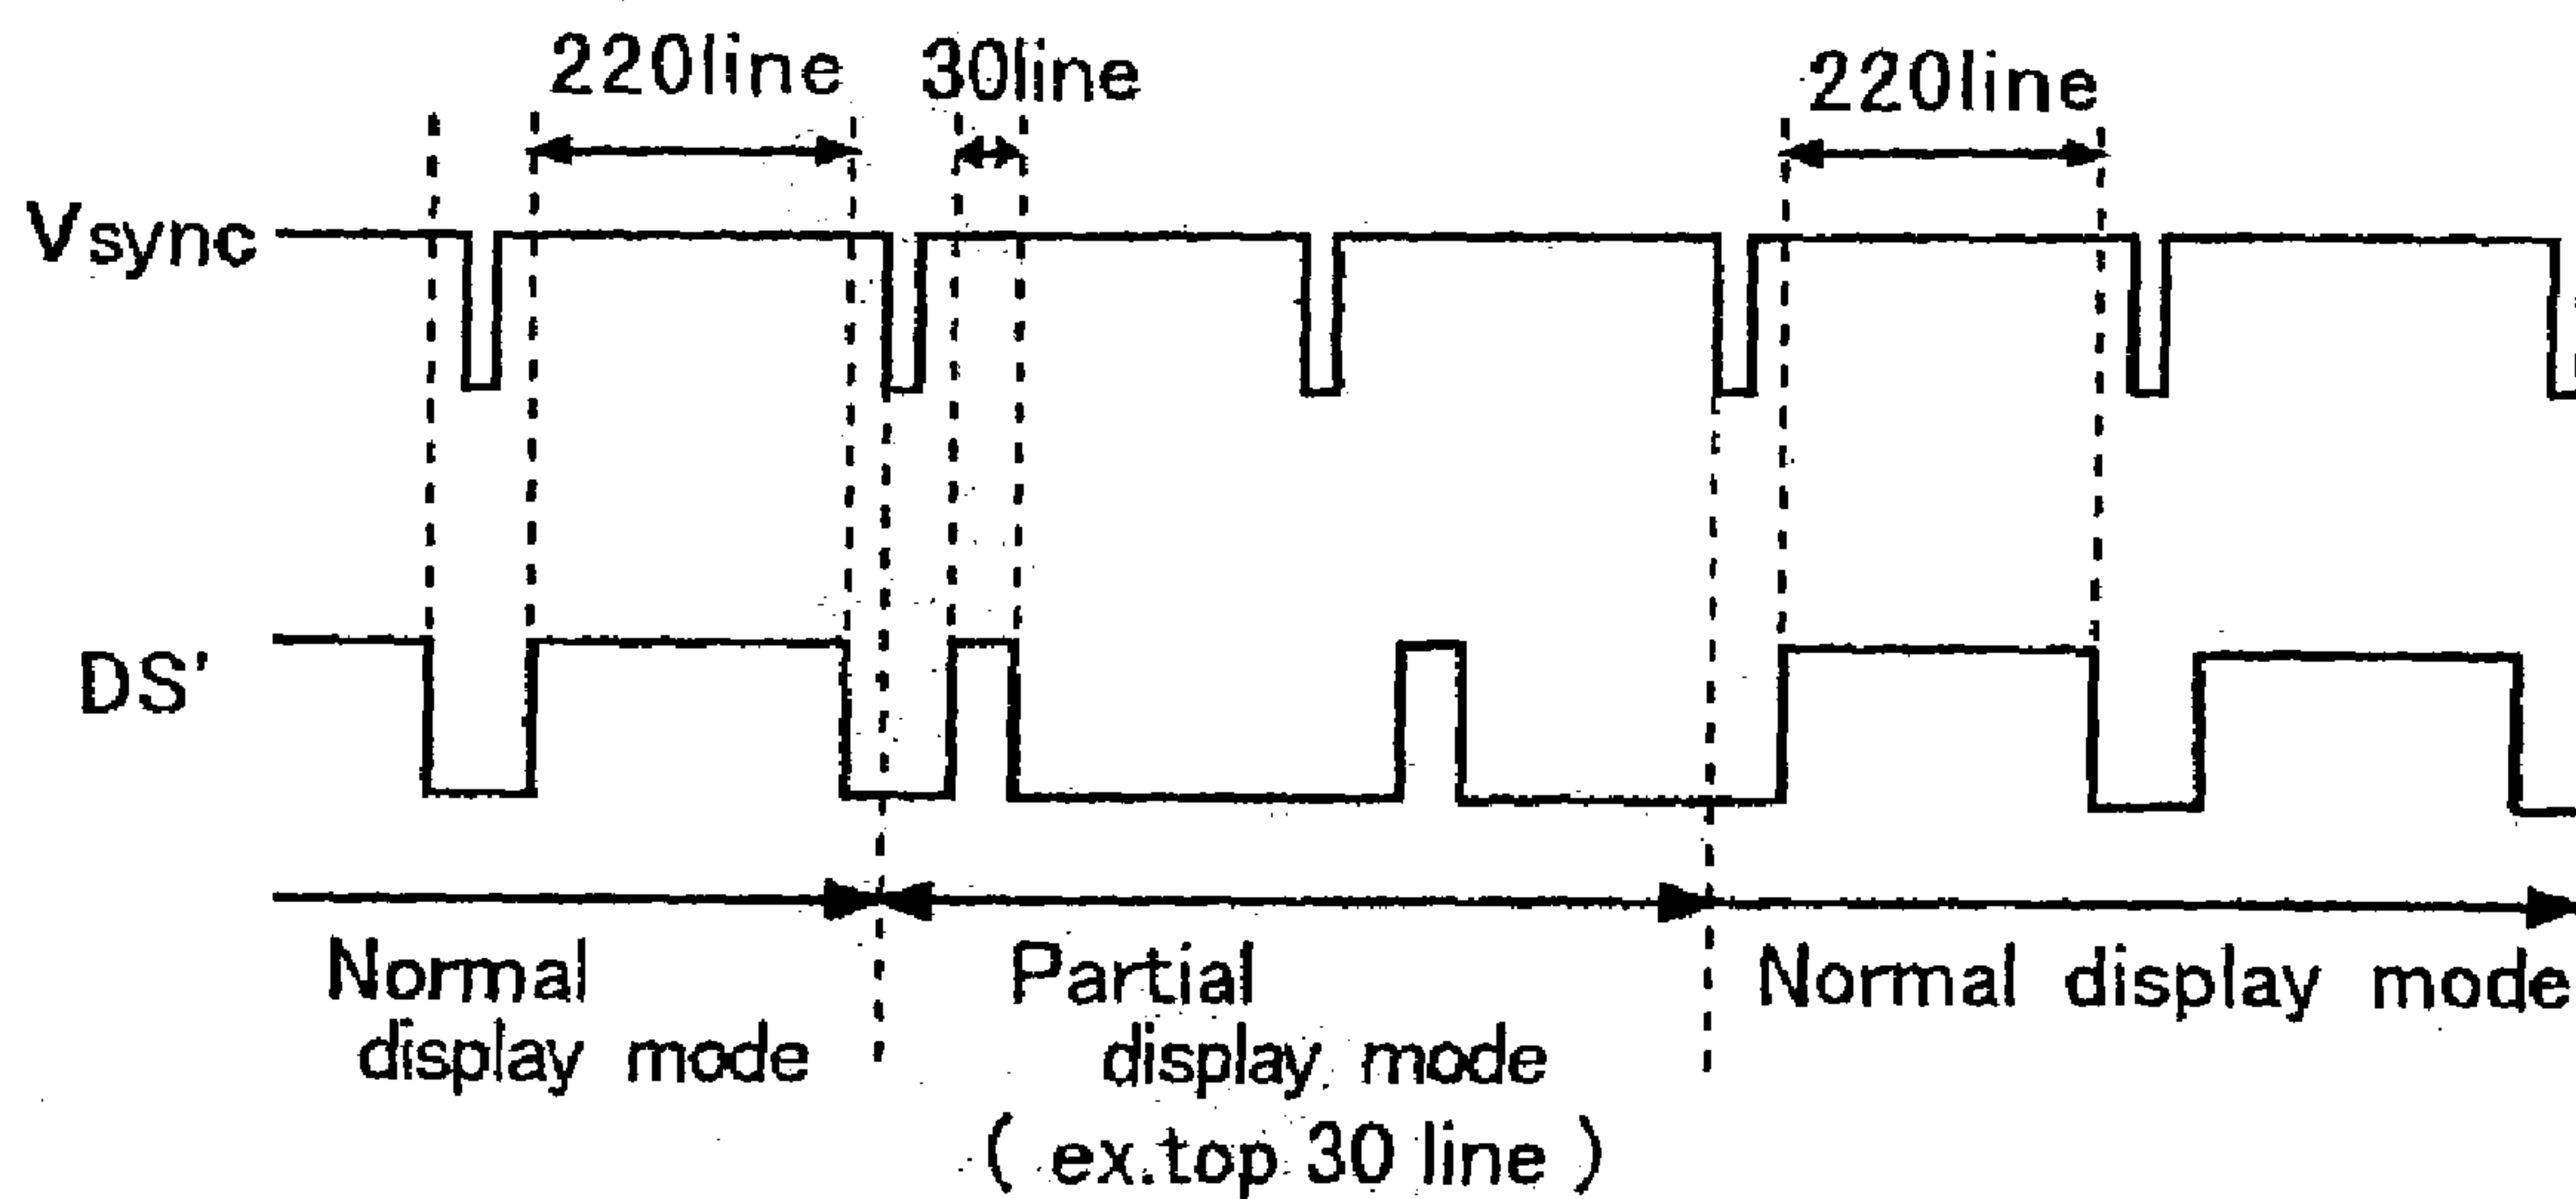 220line
30line
220line
Vsync
DS'
Normal
display mode
Partial
display mode
( ex.top 30 line )
Normal display mode